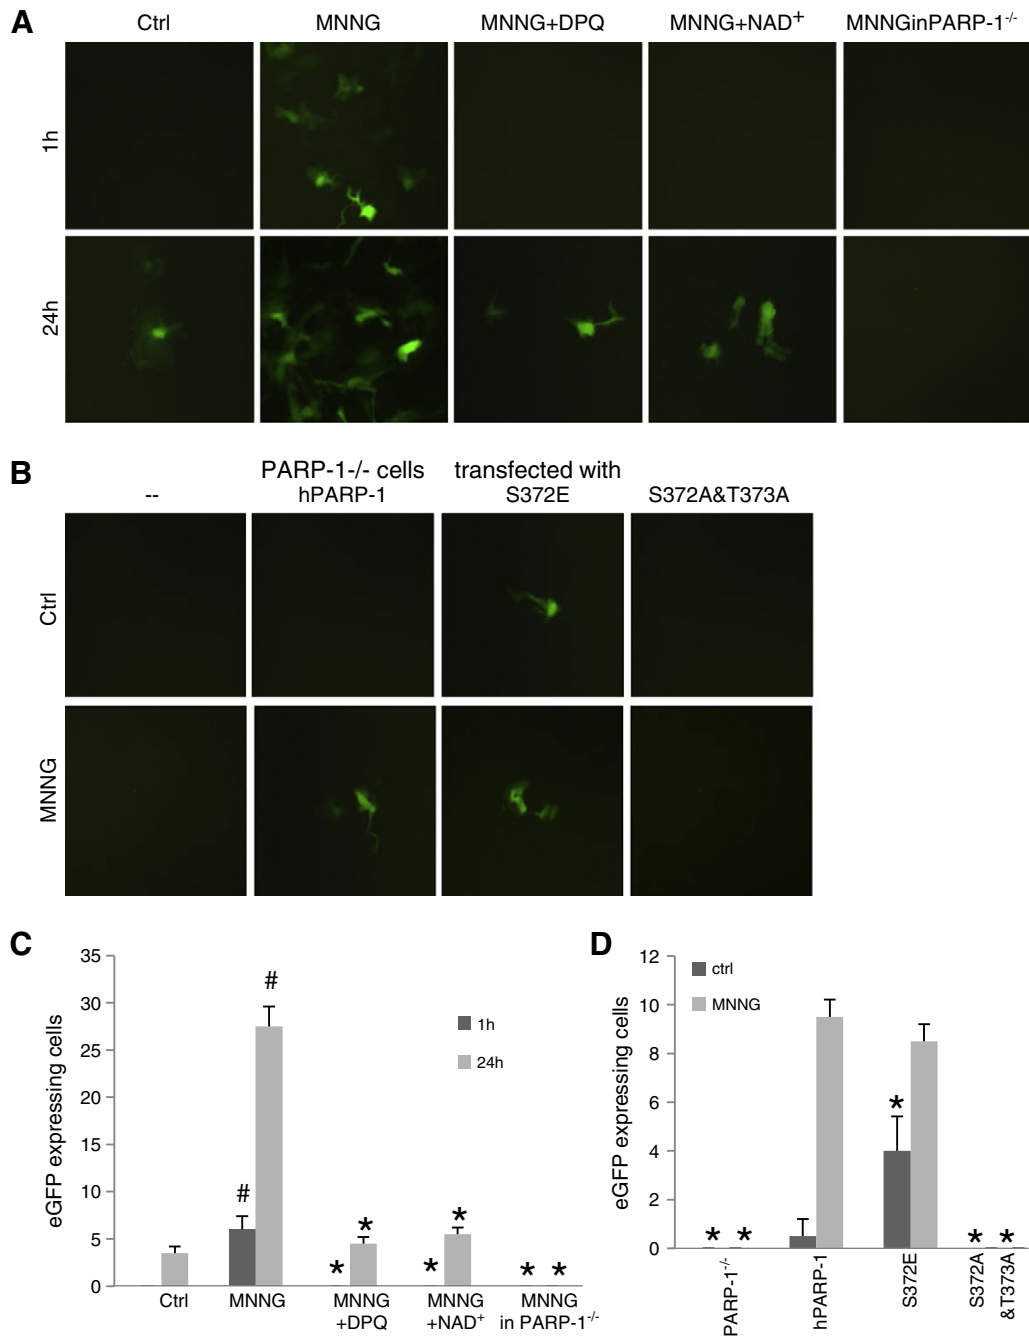 A
Ctrl MNNG MNNG+DPQ MNNG+NAD+ MNNGinPARP-1-/-
1h
24h
B
PARP-1-/- cells transfected with
-- hPARP-1 S372E S372A&T373A
Ctrl
MNNG
C
eGFP expressing cells
35
30
25
20
15
10
5
0
#
#
* * * * * *
1h
24h
Ctrl MNNG MNNG MNNG MNNG
+DPQ +NAD+ in PARP-1-/-
D
eGFP expressing cells
12
10
8
6
4
2
0
ctrl
MNNG
* * * * *
PARP-1-/-
hPARP-1
S372E
S372A
&T373A